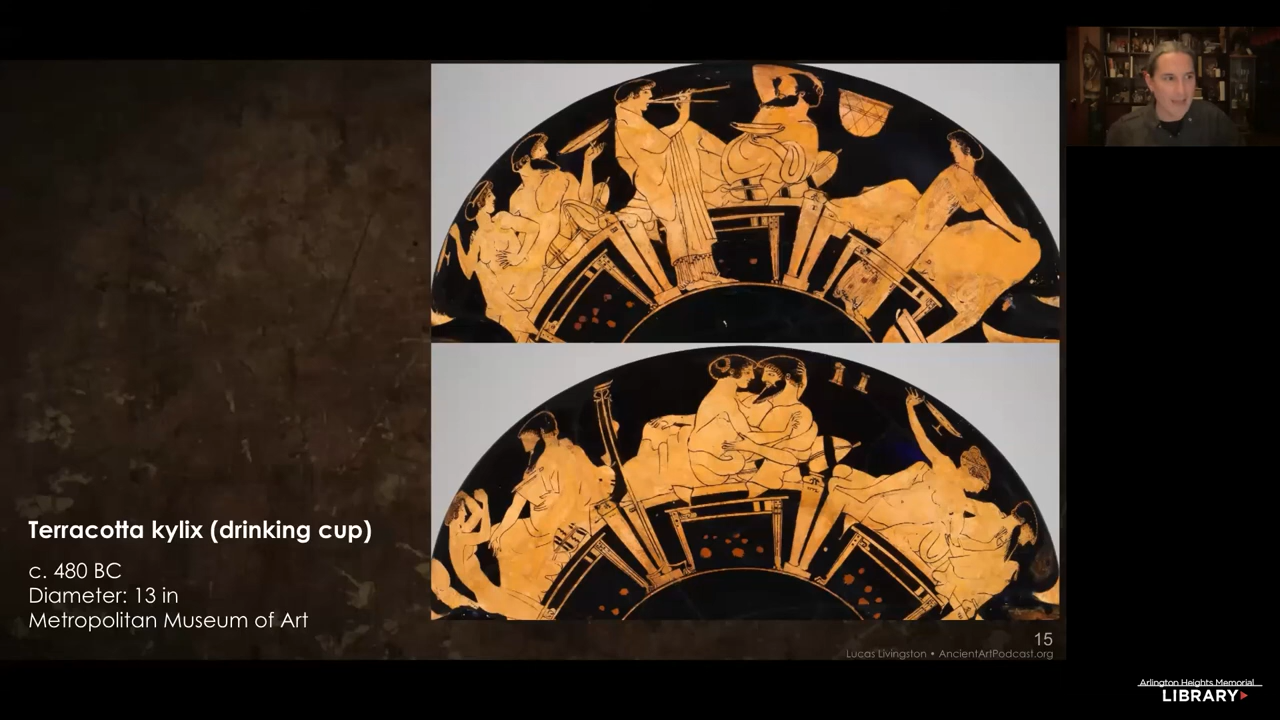 Terracotta kylix (drinking cup)
c. 480 BC
Diameter: 13 in
Metropolitan Museum of Art
15
Lucas Livingston • AncientArtPodcast.org
Arlington Heights Memorial
LIBRARY